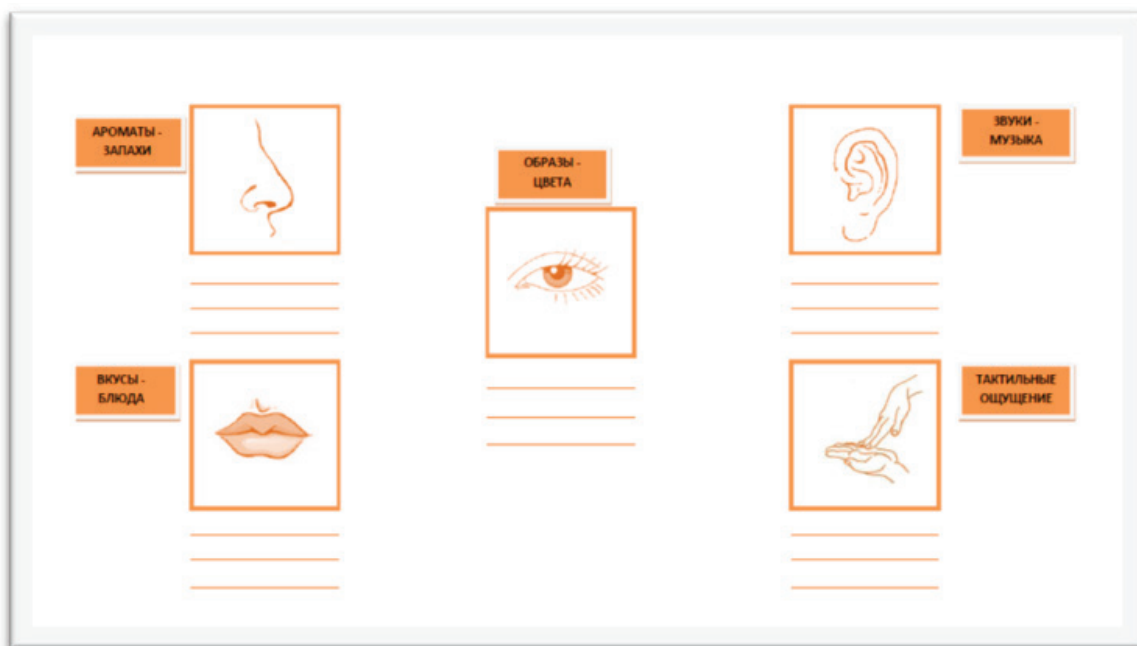 АРОМАТЫ -
ЗАПАХИ
ОБРАЗЫ -
ЦВЕТА
ЗВУКИ -
МУЗЫКА
ВКУСЫ -
БЛЮДА
ТАКТИЛЬНЫЕ
ОЩУЩЕНИЕ